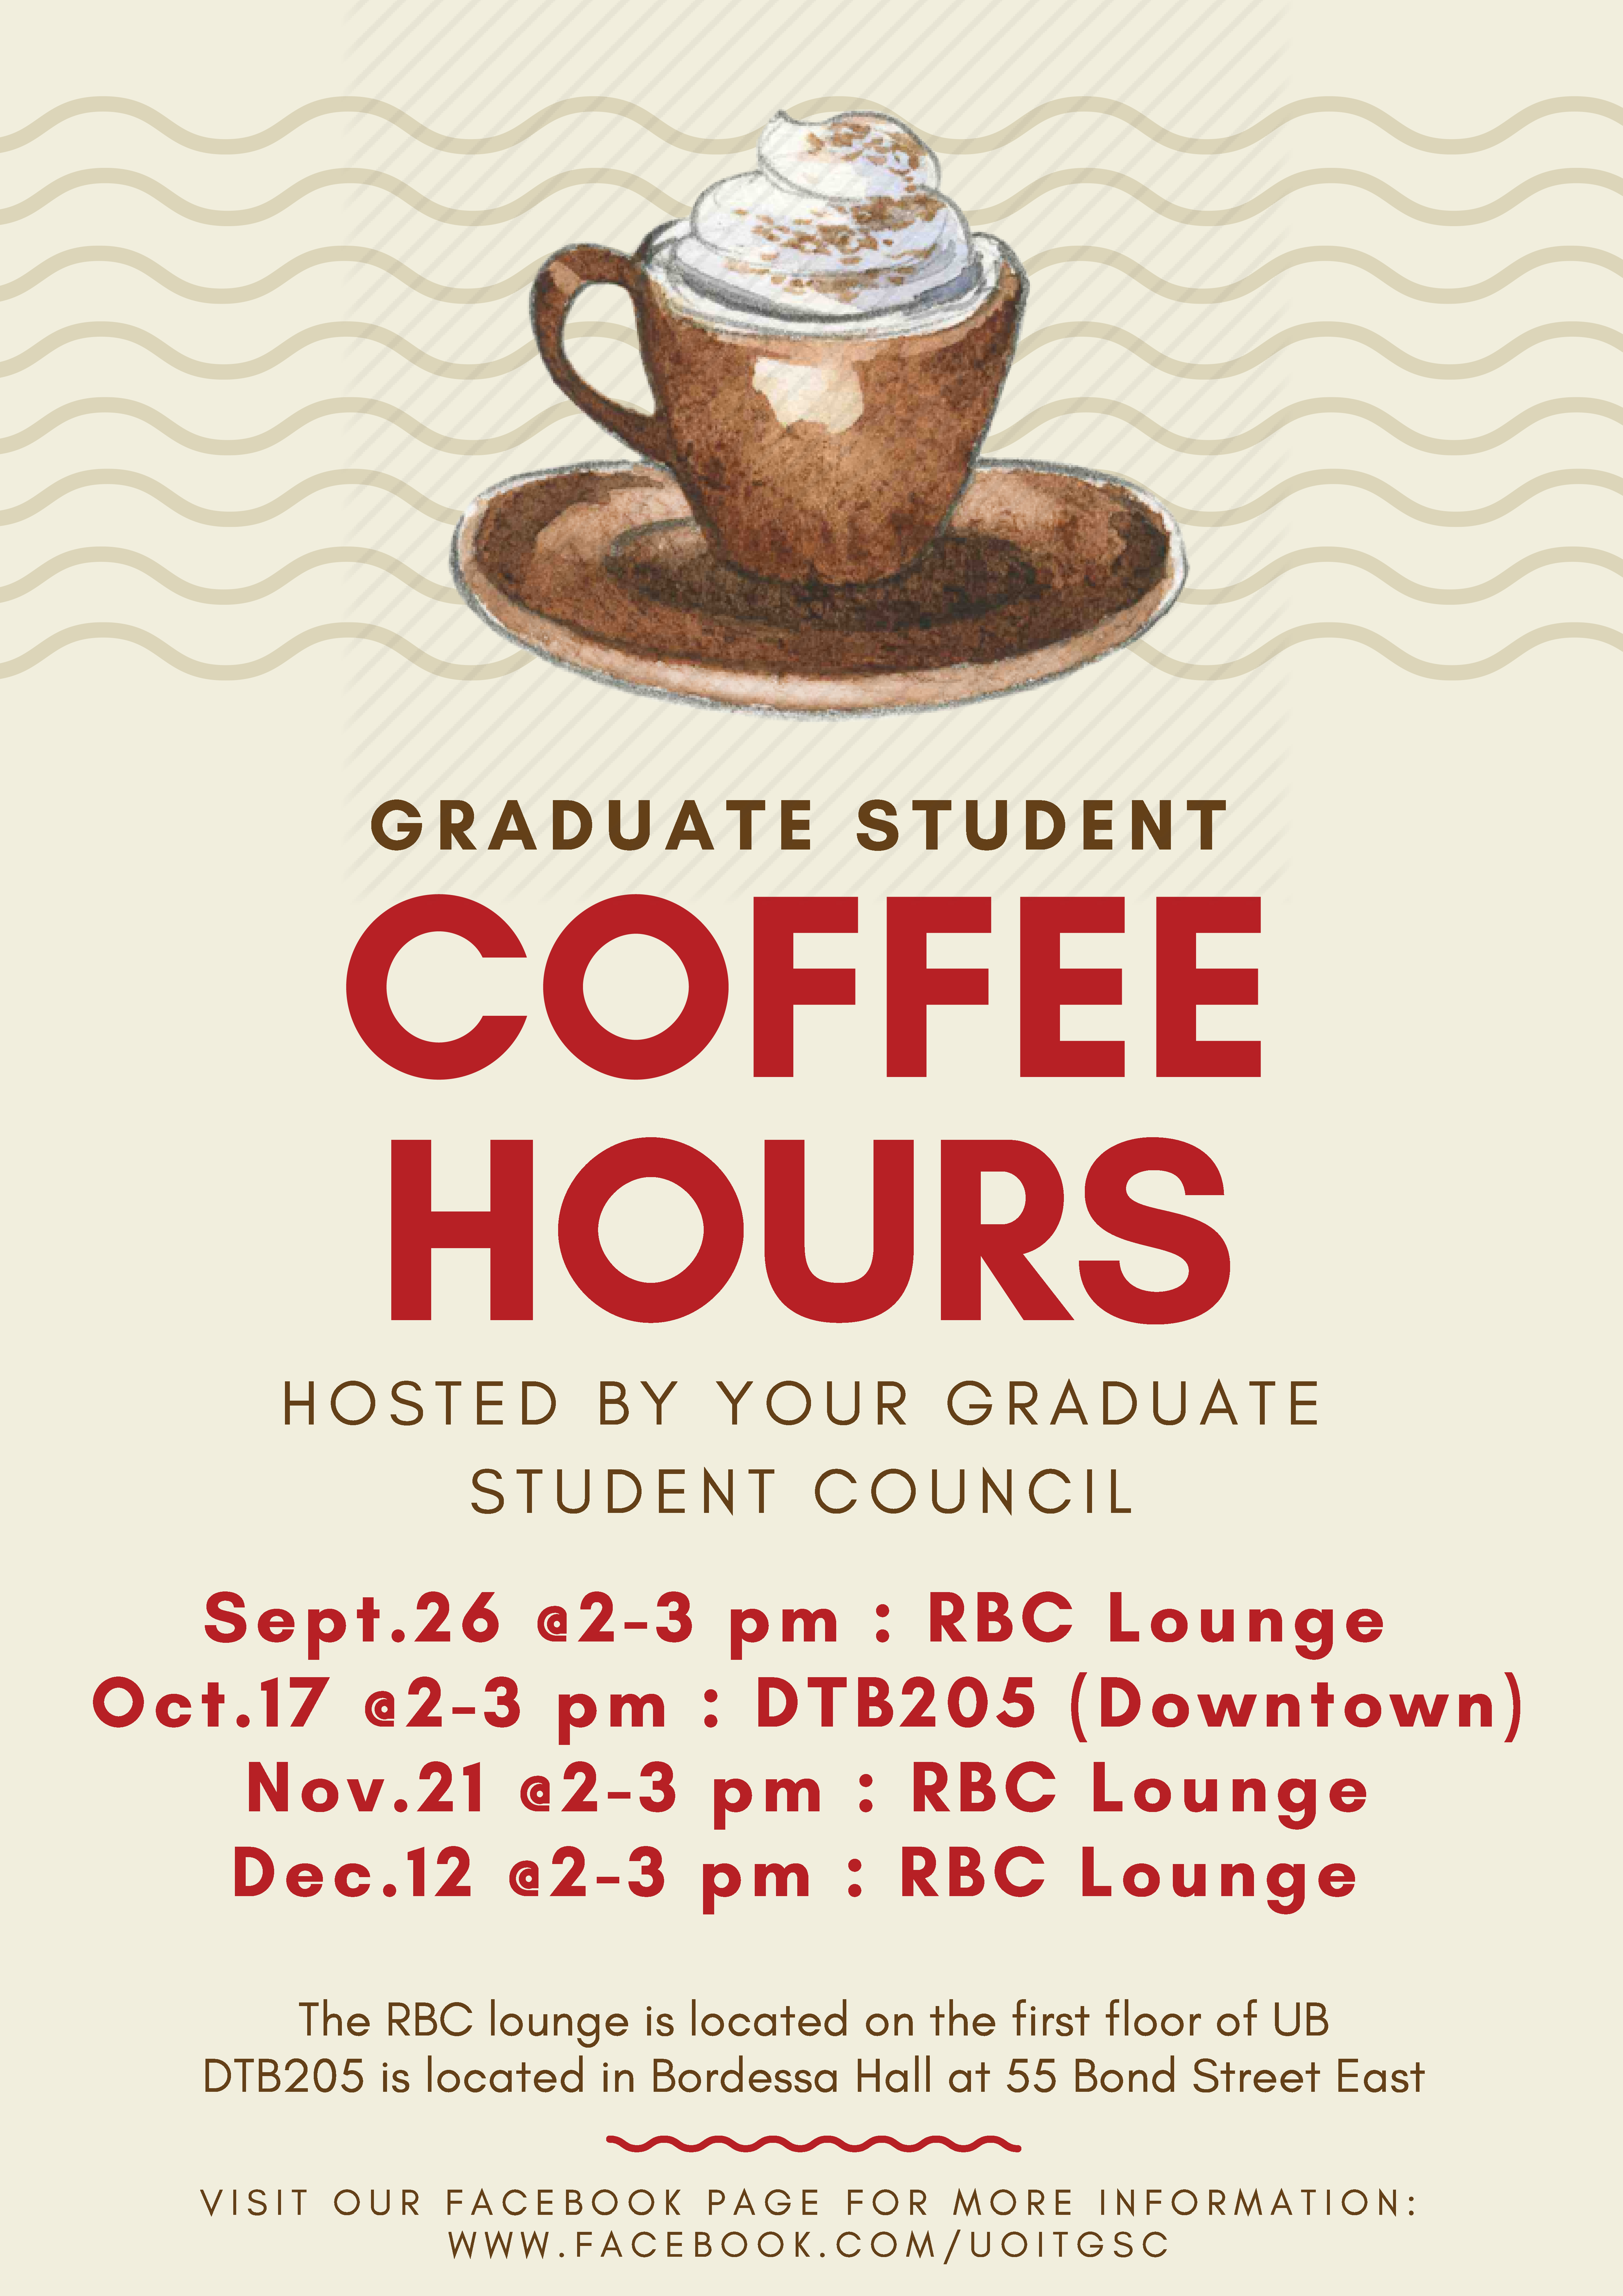 GRADUATE STUDENT
COFFEE
HOURS
HOSTED BY YOUR GRADUATE
STUDENT COUNCIL
Sept.26 @2-3 pm : RBC Lounge
Oct.17 @2-3 pm : DTB205 (Downtown)
Nov.21 @2-3 pm : RBC Lounge
Dec.12 @2-3 pm : RBC Lounge
The RBC lounge is located on the first floor of UB
DTB205 is located in Bordessa Hall at 55 Bond Street East
VISIT OUR FACEBOOK PAGE FOR MORE INFORMATION:
WWW.FACEBOOK.COM/UOITGSC